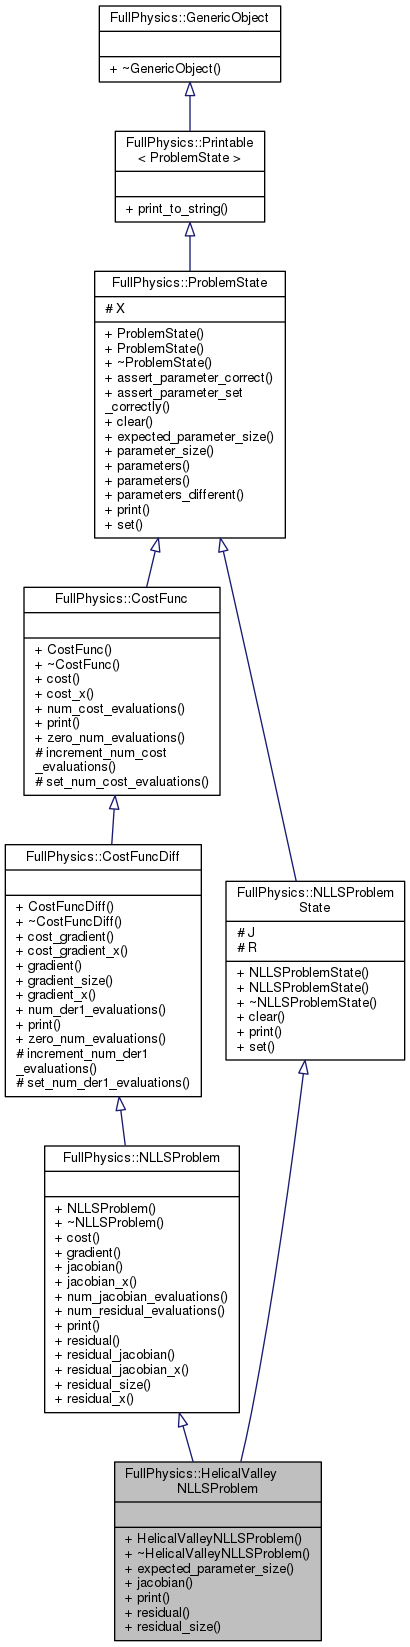 FullPhysics::GenericObject
+ ~GenericObject()
FullPhysics::Printable
< ProblemState >
+ print_to_string()
FullPhysics::ProblemState
# X
+ ProblemState()
+ ProblemState()
+ ~ProblemState()
+ assert_parameter_correct()
+ assert_parameter_set
_correctly()
+ clear()
+ expected_parameter_size()
+ parameter_size()
+ parameters()
+ parameters()
+ parameters_different()
+ print()
+ set()
FullPhysics::CostFunc
+ CostFunc()
+ ~CostFunc()
+ cost()
+ cost_x()
+ num_cost_evaluations()
+ print()
+ zero_num_evaluations()
# increment_num_cost
_evaluations()
# set_num_cost_evaluations()
FullPhysics::CostFuncDiff
+ CostFuncDiff()
+ ~CostFuncDiff()
+ cost_gradient()
+ cost_gradient_x()
+ gradient()
+ gradient_size()
+ gradient_x()
+ num_der1_evaluations()
+ print()
+ zero_num_evaluations()
# increment_num_der1
_evaluations()
# set_num_der1_evaluations()
FullPhysics::NLLSProblem
State
# J
# R
+ NLLSProblemState()
+ NLLSProblemState()
+ ~NLLSProblemState()
+ clear()
+ print()
+ set()
FullPhysics::NLLSProblem
+ NLLSProblem()
+ ~NLLSProblem()
+ cost()
+ gradient()
+ jacobian()
+ jacobian_x()
+ num_jacobian_evaluations()
+ num_residual_evaluations()
+ print()
+ residual()
+ residual_jacobian()
+ residual_jacobian_x()
+ residual_size()
+ residual_x()
FullPhysics::HelicalValley
NLLSProblem
+ HelicalValleyNLLSProblem()
+ ~HelicalValleyNLLSProblem()
+ expected_parameter_size()
+ jacobian()
+ print()
+ residual()
+ residual_size()